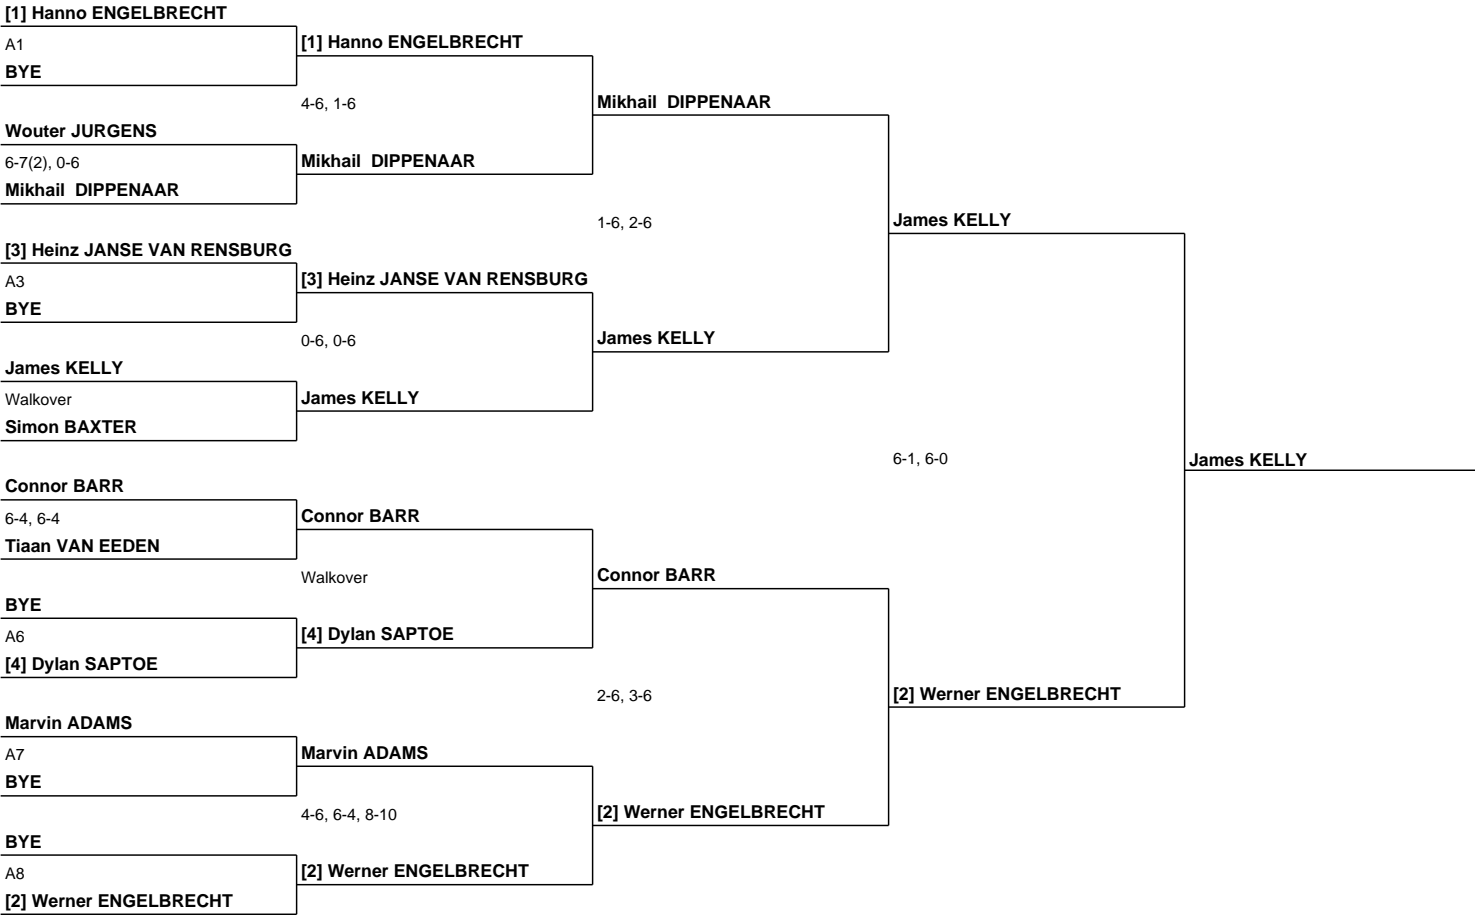 [1] Hanno ENGELBRECHT
A1
BYE
Wouter JURGENS
6-7(2), 0-6
Mikhail  DIPPENAAR
[3] Heinz JANSE VAN RENSBURG
A3
BYE
James KELLY
Walkover
Simon BAXTER
Connor BARR
6-4, 6-4
Tiaan VAN EEDEN
BYE
A6
[4] Dylan SAPTOE
Marvin ADAMS
A7
BYE
BYE
A8
[2] Werner ENGELBRECHT
[1] Hanno ENGELBRECHT
4-6, 1-6
Mikhail  DIPPENAAR
[3] Heinz JANSE VAN RENSBURG
0-6, 0-6
James KELLY
Connor BARR
Walkover
[4] Dylan SAPTOE
Marvin ADAMS
4-6, 6-4, 8-10
[2] Werner ENGELBRECHT
Mikhail  DIPPENAAR
1-6, 2-6
James KELLY
Connor BARR
2-6, 3-6
[2] Werner ENGELBRECHT
James KELLY
6-1, 6-0
[2] Werner ENGELBRECHT
James KELLY